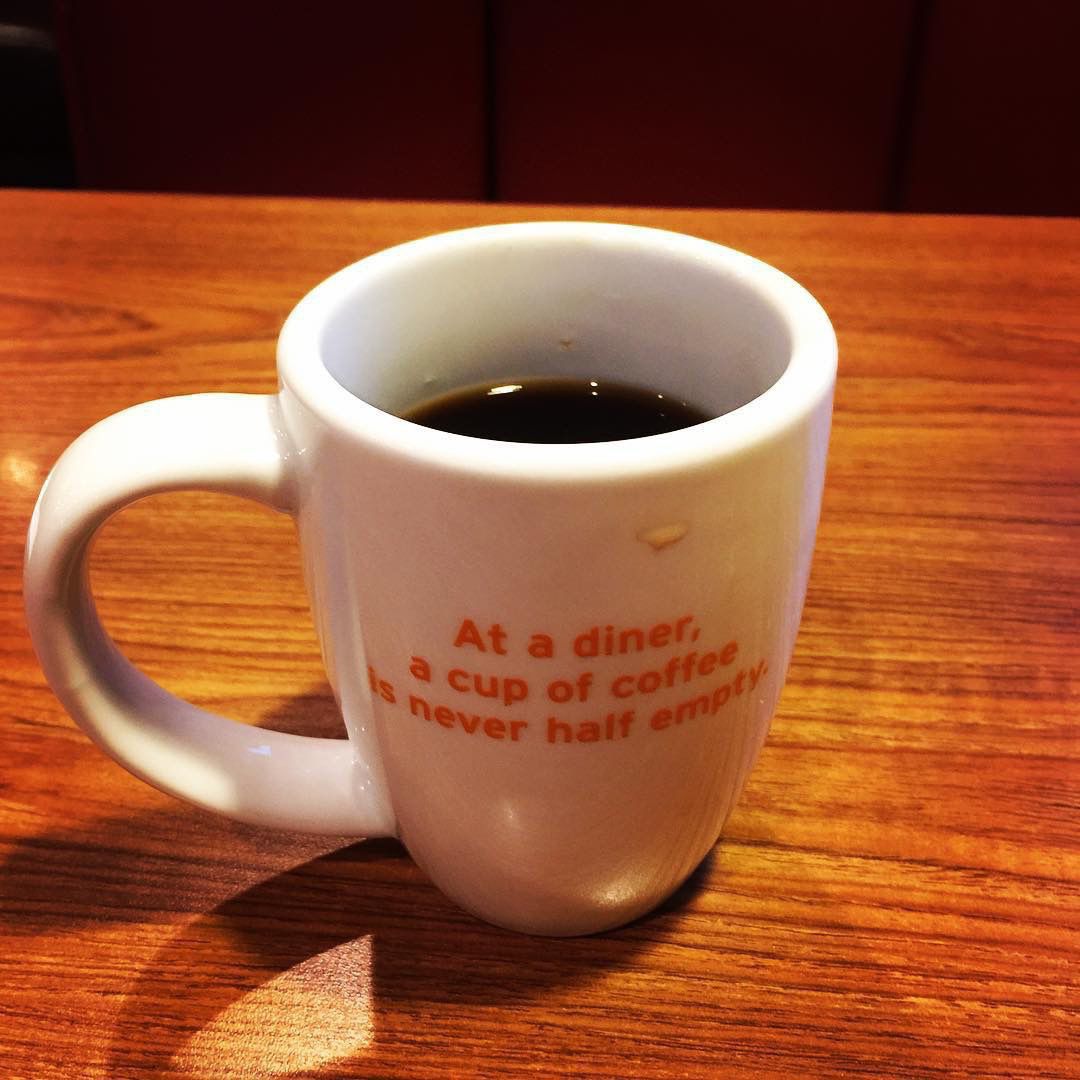 At a diner,
a cup of coffee
is never half empty.